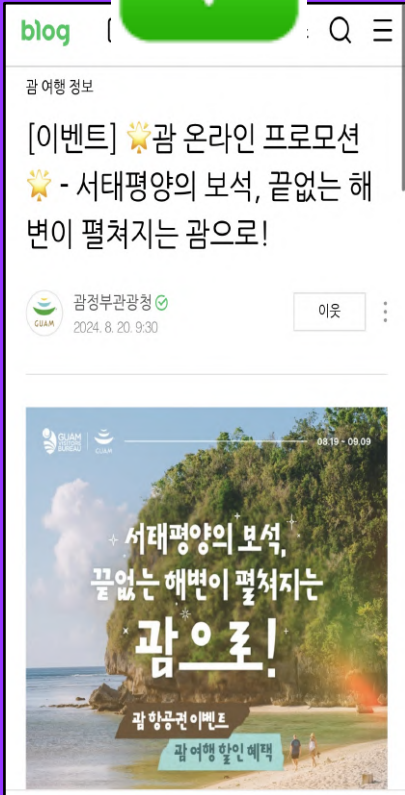 blog
괌 여행 정보
[이벤트] 🌟괌 온라인 프로모션
🌟 - 서태평양의 보석, 끝없는 해
변이 펼쳐지는 괌으로!
괌정부관광청
2024. 8. 20. 9:30
이웃
GUAM
GUAM
VISITORS
BUREAU
GUAM
08.19 - 09.09
서태평양의 보석,
끝없는 해변이 펼쳐지는
괌으로!
괌 항공권 이벤트
괌 여행 할인 혜택